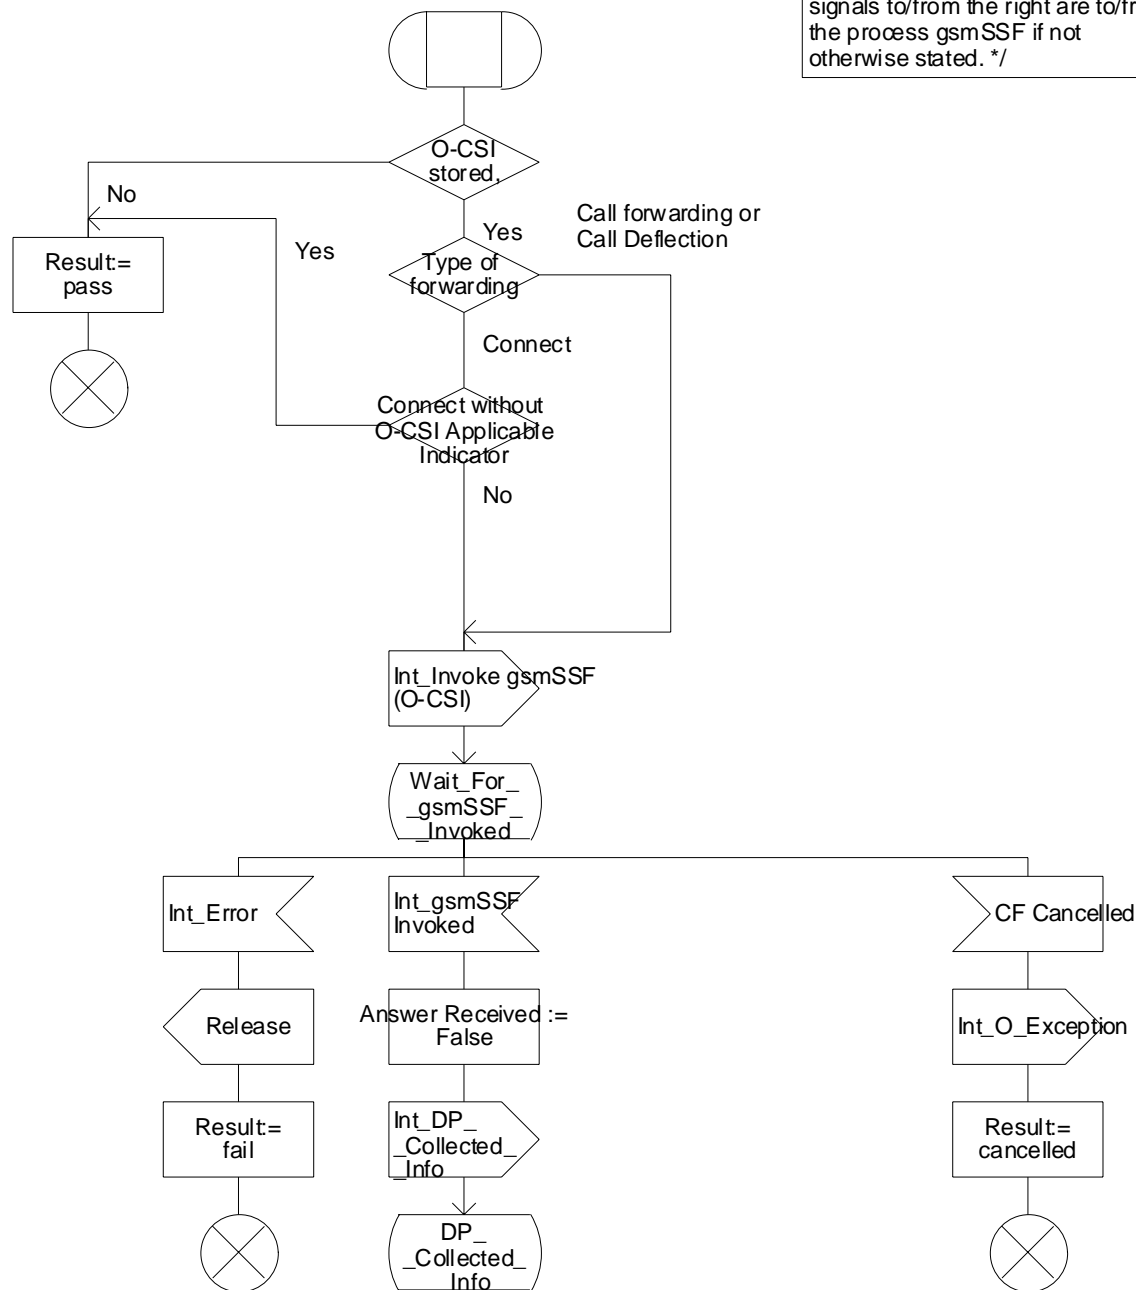 signals to/from the right are to/fr
the process gsmSSF if not
otherwise stated. */
O-CSI
stored,
No
Yes
Call forwarding or
Call Deflection
Yes
Type of
forwarding
Result:=
pass
Connect
Connect without
O-CSI Applicable
Indicator
No
Int_Invoke gsmSSF
(O-CSI)
Wait_For_
_gsmSSF_
_Invoked
Int_Error
Int_gsmSSF
Invoked
CF Cancelled
Release
Answer Received :=
False
Int_O_Exception
Result:=
fail
Int_DP_
_Collected_
_Info
Result:=
cancelled
DP_
_Collected_
_Info